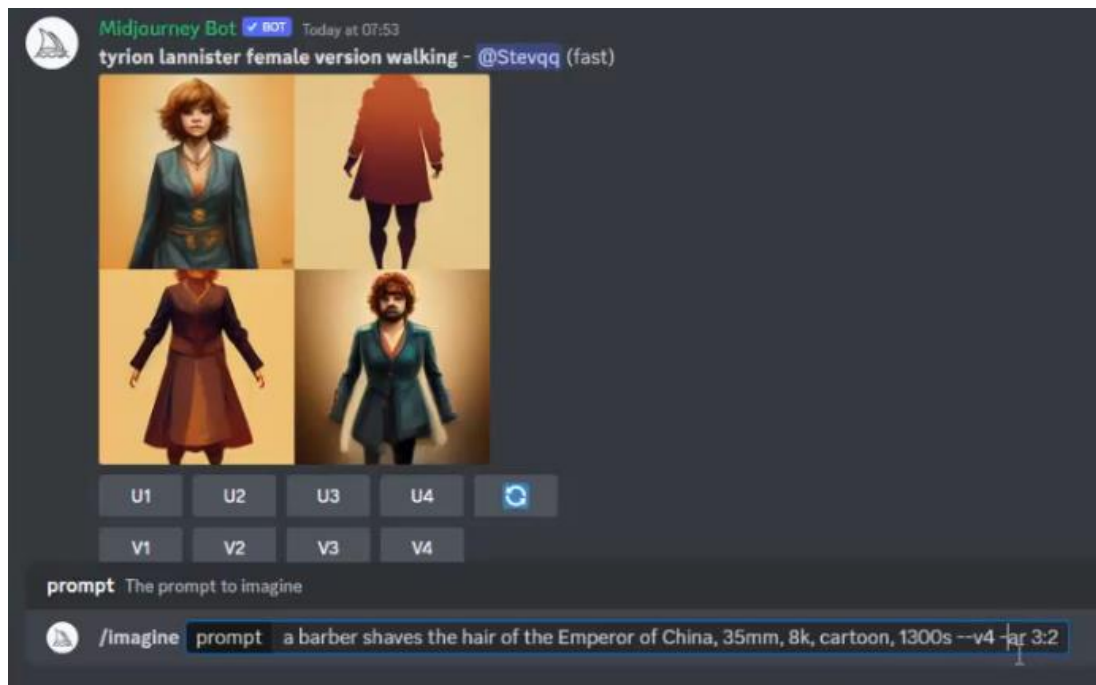 Midjourney Bot ✓ BOT Today at 07:53
tyrion lannister female version walking - @Stevqq (fast)
U1 U2 U3 U4
V1 V2 V3 V4
prompt The prompt to imagine
/imagine prompt a barber shaves the hair of the Emperor of China, 35mm, 8k, cartoon, 1300s --v4 -ar 3:2